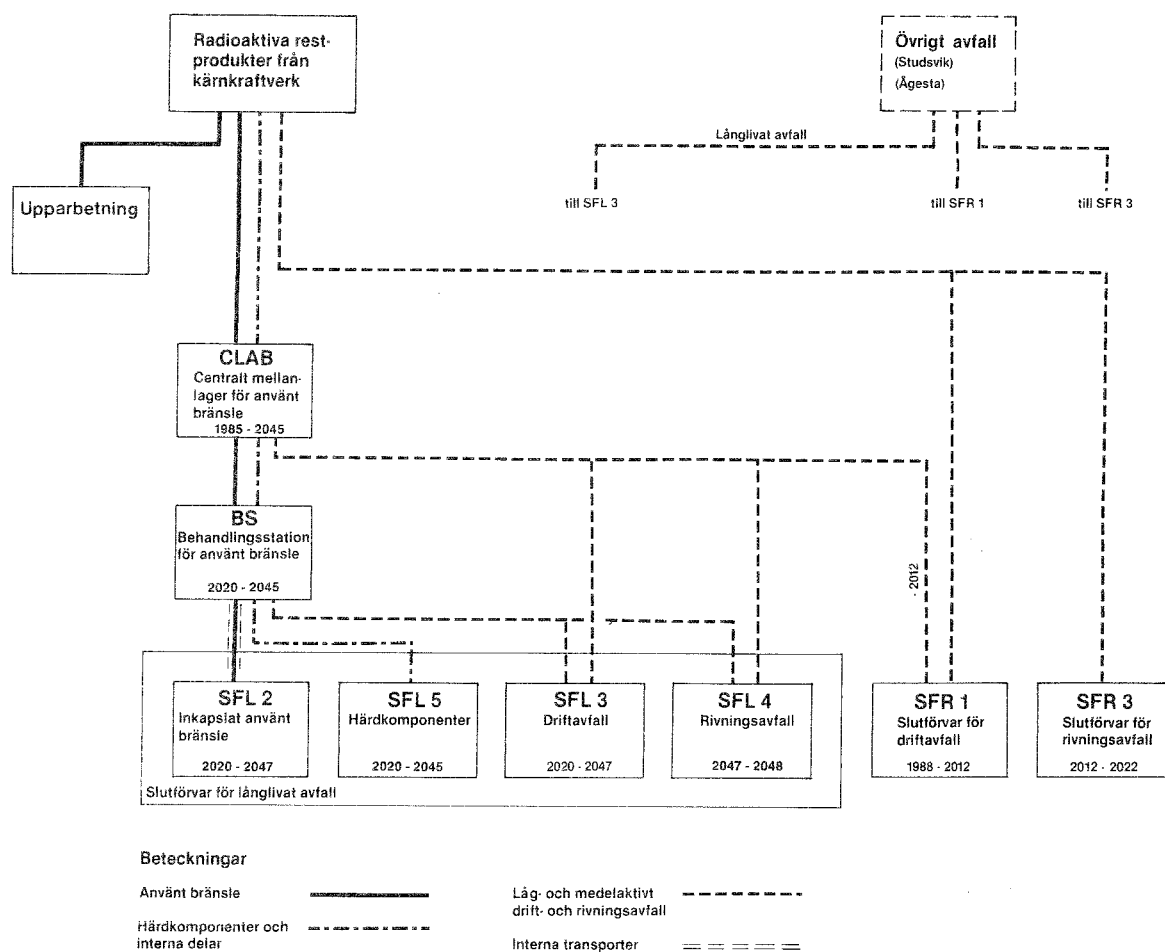 Radioaktiva rest-
produkter från
kärnkraftverk
Övrigt avfall
(Studsvik)
(Ågesta)
Långlivat avfall
Upparbetning
till SFL 3
till SFR 1
till SFR 3
CLAB
Centralt mellan-
lager för använt
bränsle
1985 - 2045
BS
Behandlingsstation
för använt bränsle
2020 - 2045
- 2012
SFL 2
Inkapslat använt
bränsle
2020 - 2047
SFL 5
Härdkomponenter
2020 - 2045
SFL 3
Driftavfall
2020 - 2047
SFL 4
Rivningsavfall
2047 - 2048
SFR 1
Slutförvar för
driftavfall
1988 - 2012
SFR 3
Slutförvar för
rivningsavfall
2012 - 2022
Slutförvar för långlivat avfall
Beteckningar
Använt bränsle
Härdkomponenter och
interna delar
Låg- och medelaktivt
drift- och rivningsavfall
Interna transporter